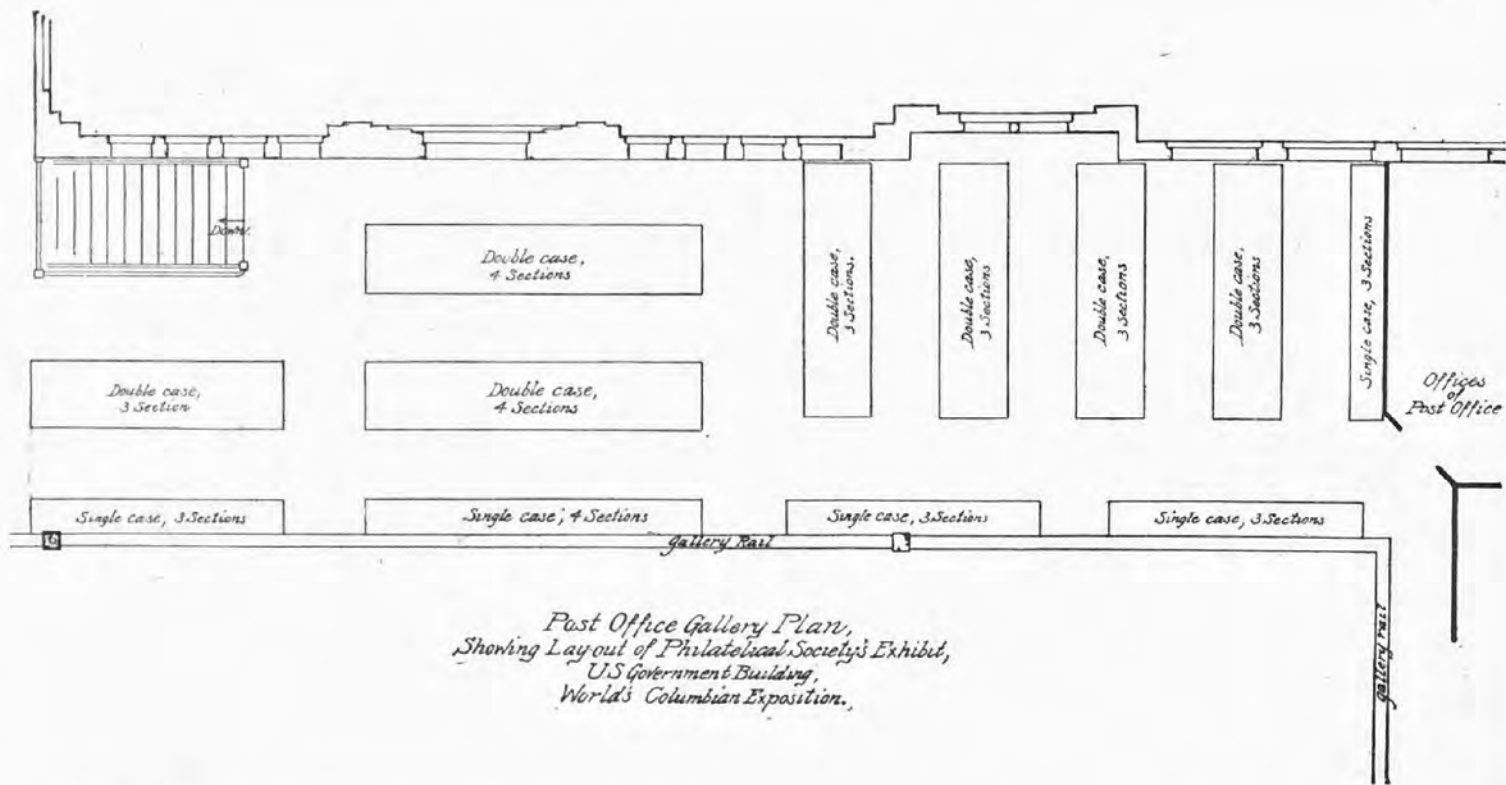 Down.
Double case,
4 Sections
Double case,
3 Sections.
Double case,
3 Sections
Double case,
3 Sections
Double case,
3 Sections
Single case, 3 Sections
Double case,
3 Section
Double case,
4 Sections
Offices
of
Post Office
Single case, 3 Sections
Single case, 4 Sections
Single case, 3 Sections
Single case, 3 Sections
gallery Rail
gallery rail
Post Office Gallery Plan,
Showing Lay-out of Philatelical Society's Exhibit,
U S Government Building,
World's Columbian Exposition.,